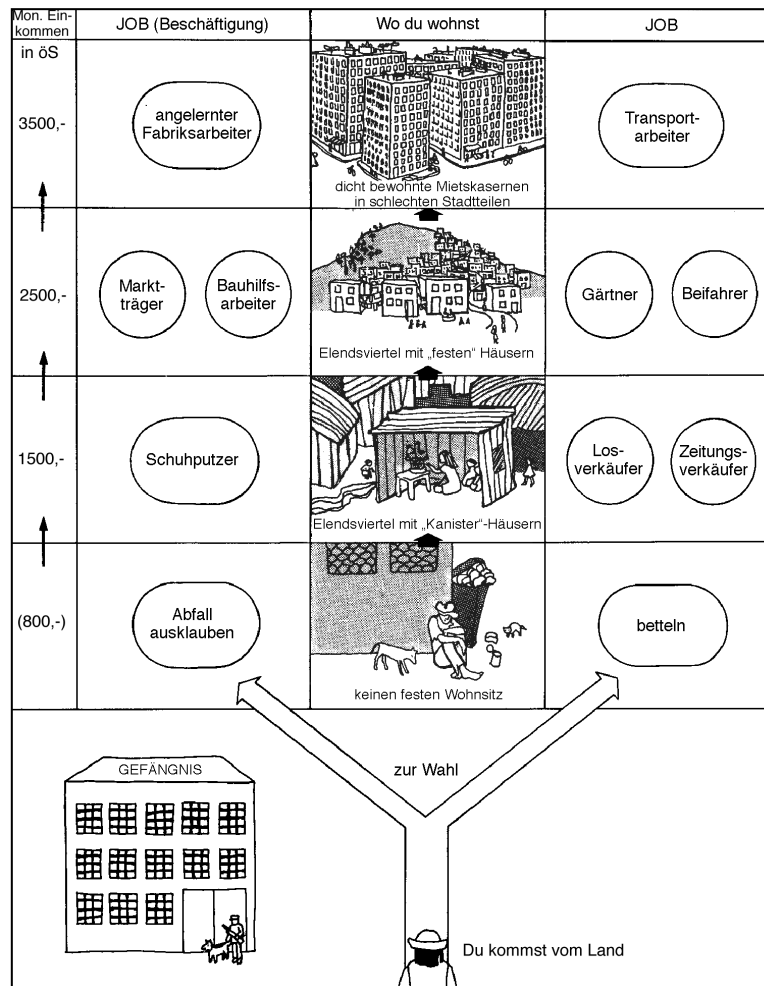 Mon. Ein-
kommen
JOB (Beschäftigung)
Wo du wohnst
JOB
in öS
3500,-
angelernter
Fabriksarbeiter
Transport-
arbeiter
dicht bewohnte Mietskasernen
in schlechten Stadtteilen
2500,-
Markt-
träger
Bauhilfs-
arbeiter
Gärtner
Beifahrer
Elendsviertel mit „festen“ Häusern
1500,-
Schuhputzer
Los-
verkäufer
Zeitungs-
verkäufer
Elendsviertel mit „Kanister“-Häusern
(800,-)
Abfall
ausklauben
betteln
keinen festen Wohnsitz
GEFÄNGNIS
zur Wahl
Du kommst vom Land